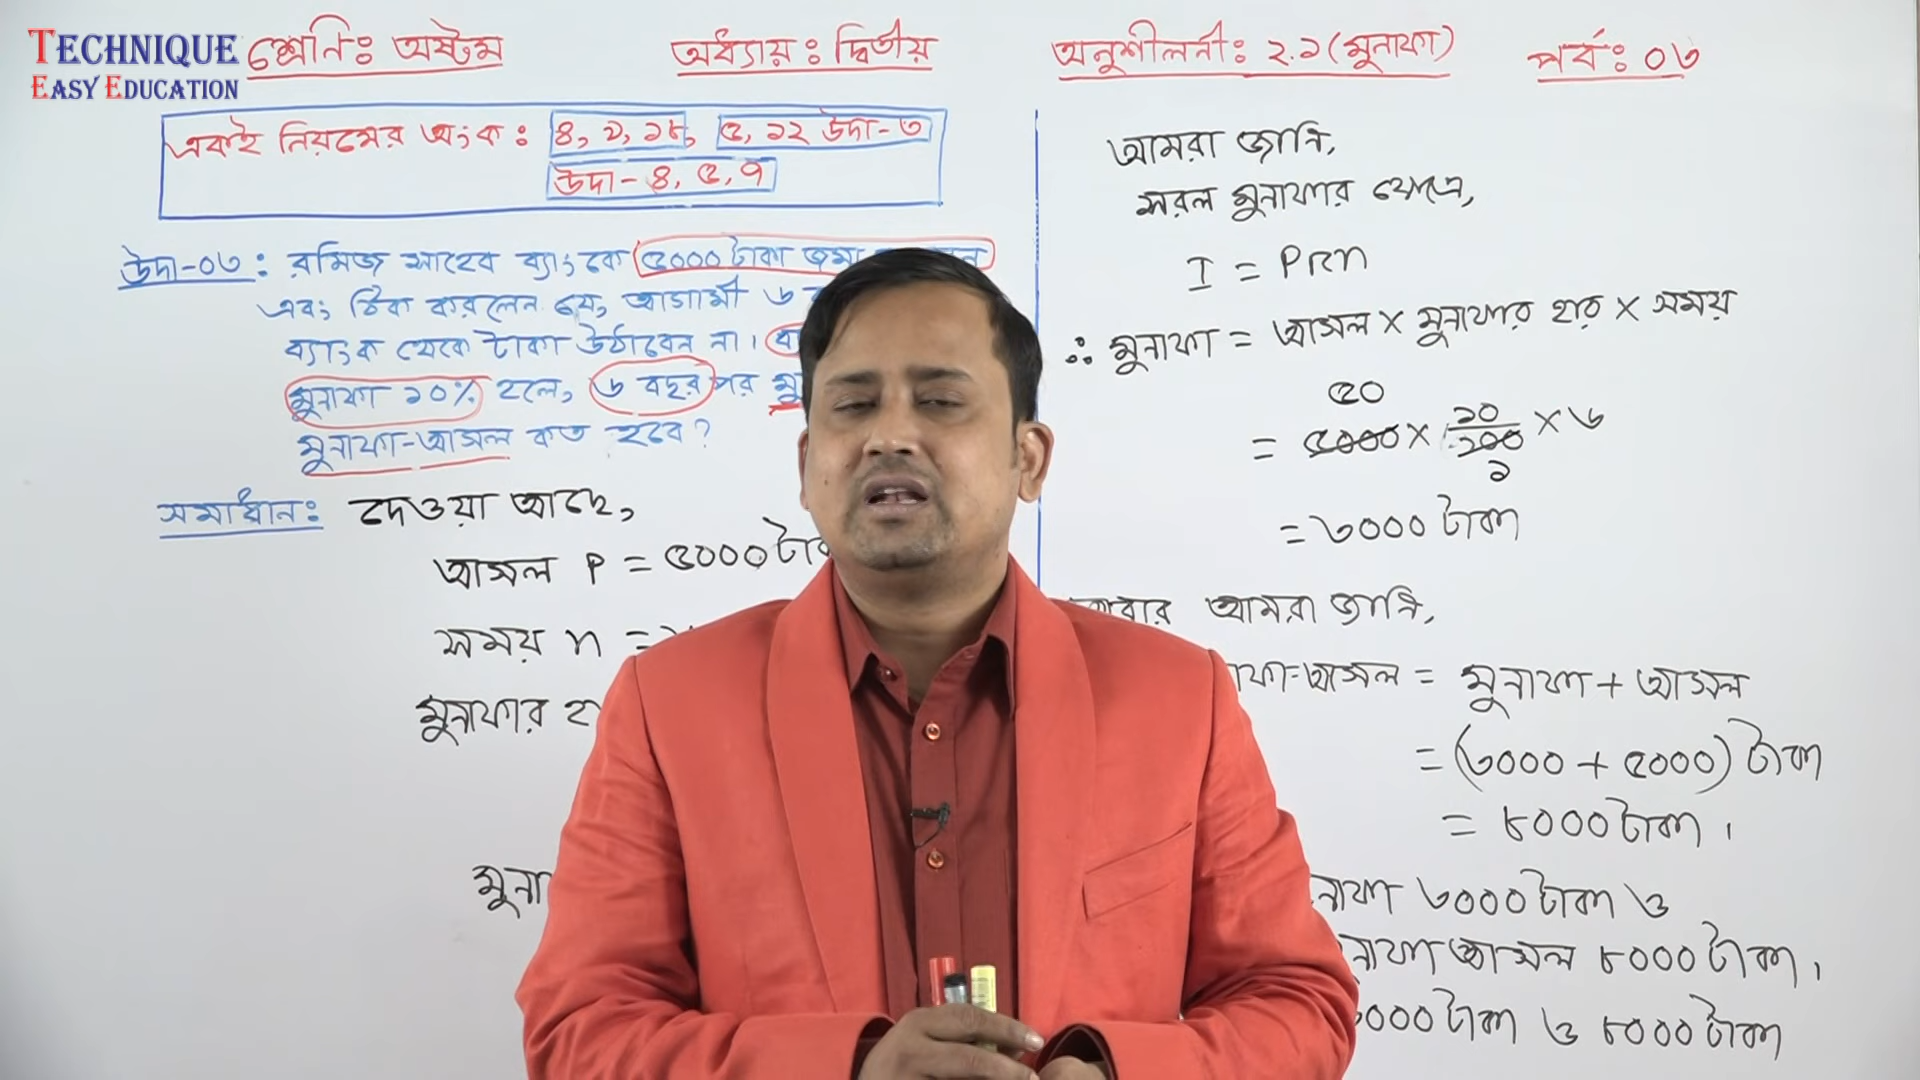 TECHNIQUE
EASY EDUCATION
শ্রেণিঃ অষ্টম
অধ্যায়ঃ দ্বিতীয়
অনুশীলনীঃ ২.১ (মুনাফা)
পর্বঃ ০৩
একই নিয়মের অংকঃ ৪, ৯, ১৮, ৫, ১২ উদা-৩
উদা-৪, ৫, ৭
উদা-০৩: রমিজ সাহেব ব্যাংকে ৫০০০ টাকা জমা
এবং ঠিক করলেন যে, আগামী ৬
ব্যাংক থেকে টাকা উঠাবেন না।
মুনাফা ১০% হলে, ৬ বছর পর
মুনাফা-আসল কত হবে?
সমাধানঃ দেওয়া আছে,
আসল P = ৫০০০ টাকা
সময় n =
মুনাফার
আমরা জানি,
সরল মুনাফার ক্ষেত্রে,
I = Prn
∴ মুনাফা = আসল × মুনাফার হার × সময়
৫০
= ৫০০০ × ১০/১০০ × ৬
১
= ৩০০০ টাকা
আবার আমরা জানি,
মুনাফা-আসল = মুনাফা + আসল
= (৩০০০ + ৫০০০) টাকা
= ৮০০০ টাকা।
মুনাফা ৩০০০ টাকা ও
মুনাফা আসল ৮০০০ টাকা।
৩০০০ টাকা ও ৮০০০ টাকা